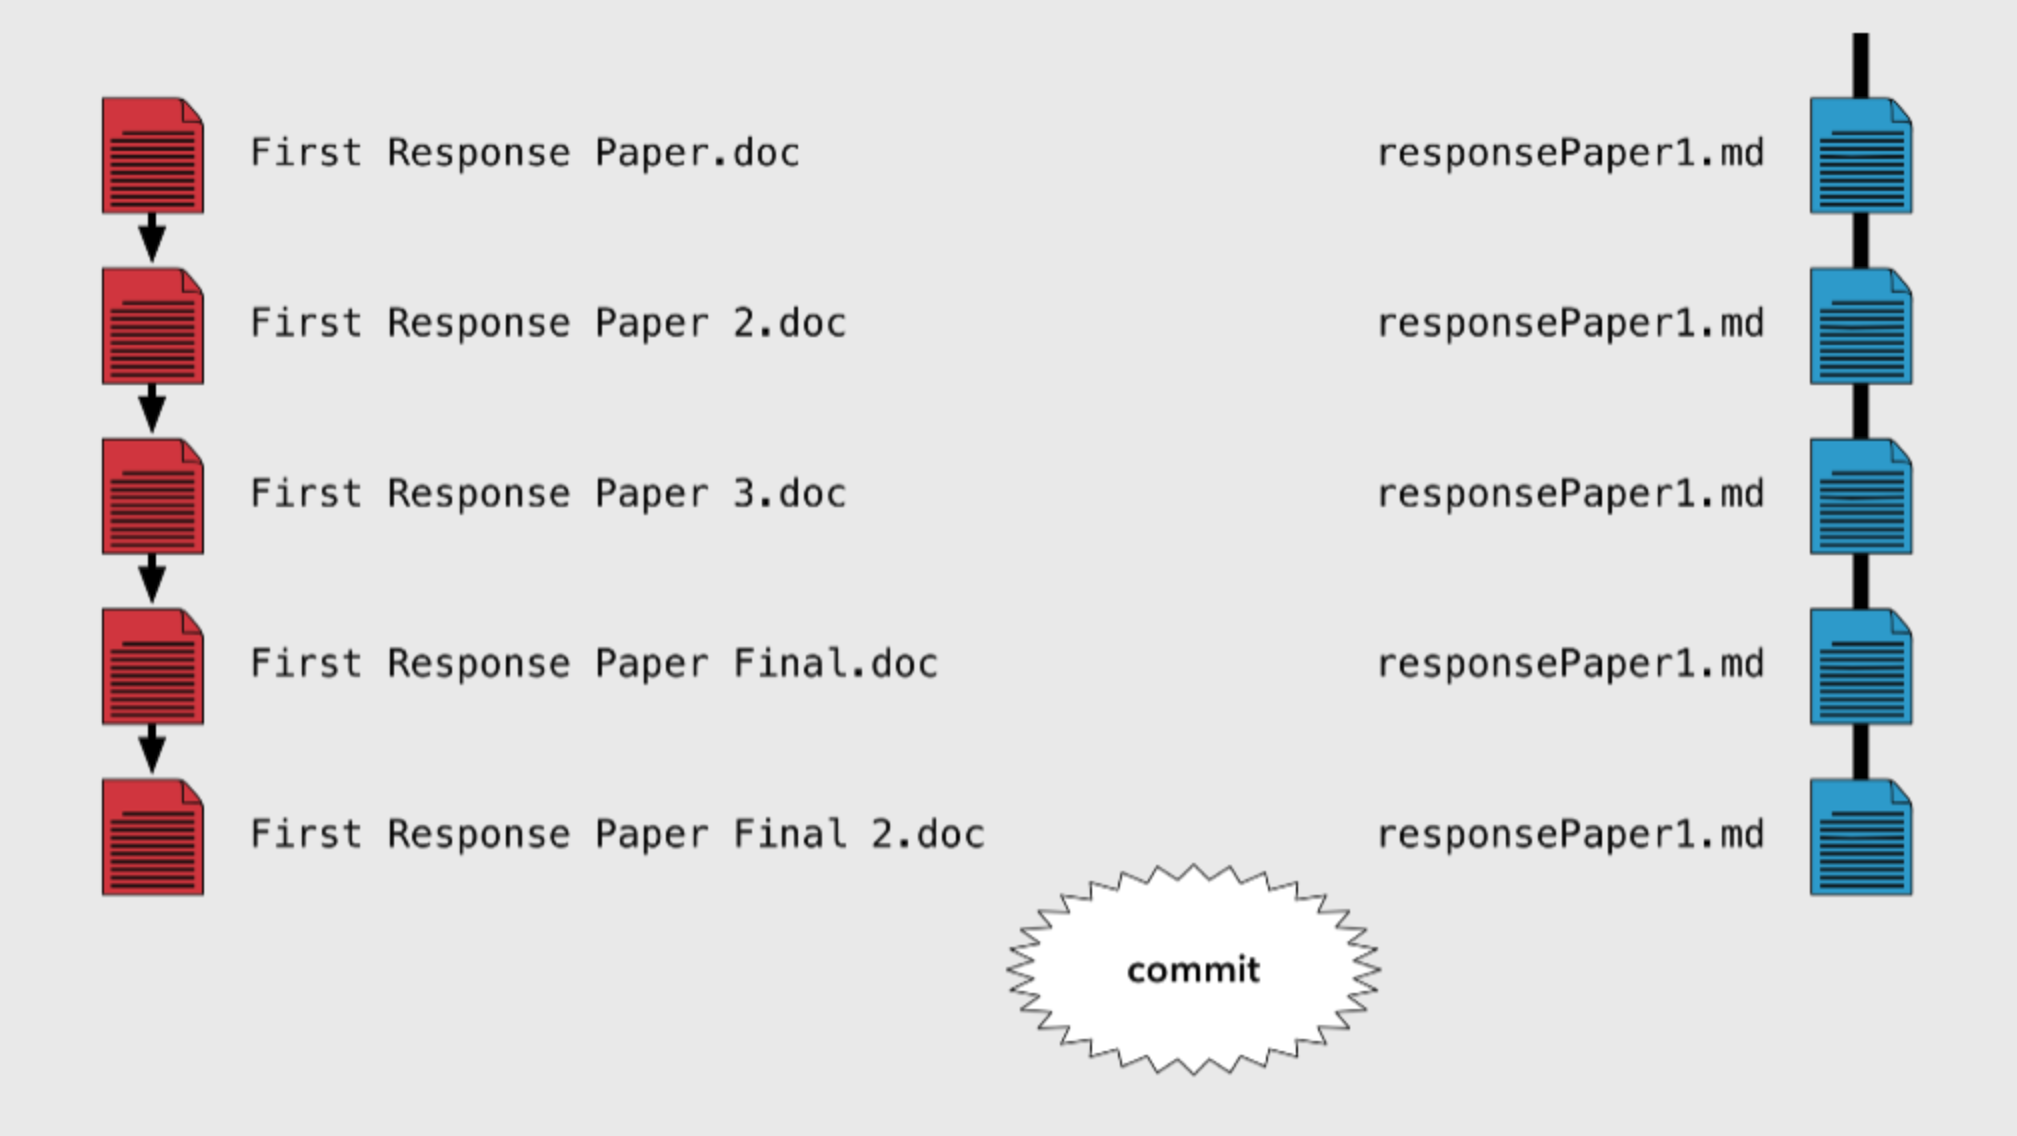 First Response Paper.doc
responsePaper1.md
First Response Paper 2.doc
responsePaper1.md
First Response Paper 3.doc
responsePaper1.md
First Response Paper Final.doc
responsePaper1.md
First Response Paper Final 2.doc
responsePaper1.md
commit